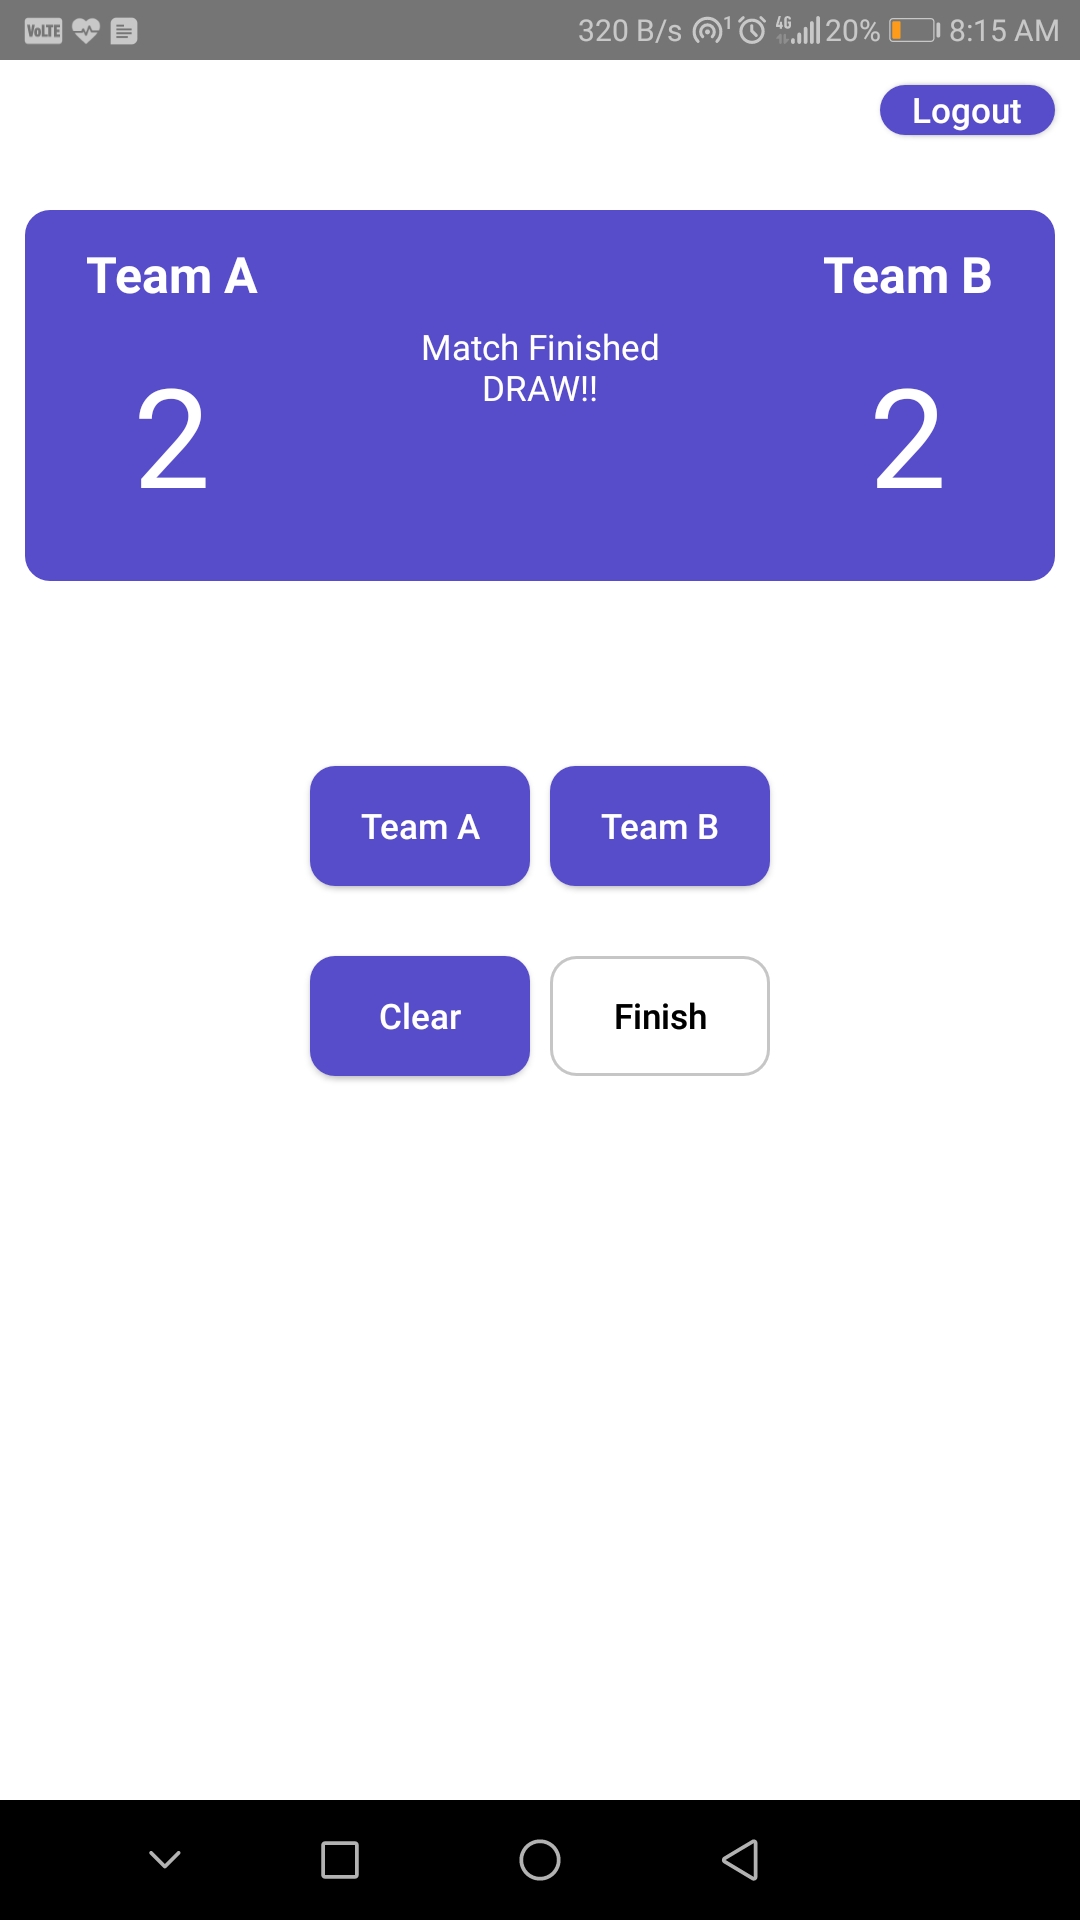 VoLTE 320 B/s 1 4G 20% 8:15 AM
Logout
Team A Team B
Match Finished
DRAW!!
2 2
Team A Team B
Clear Finish